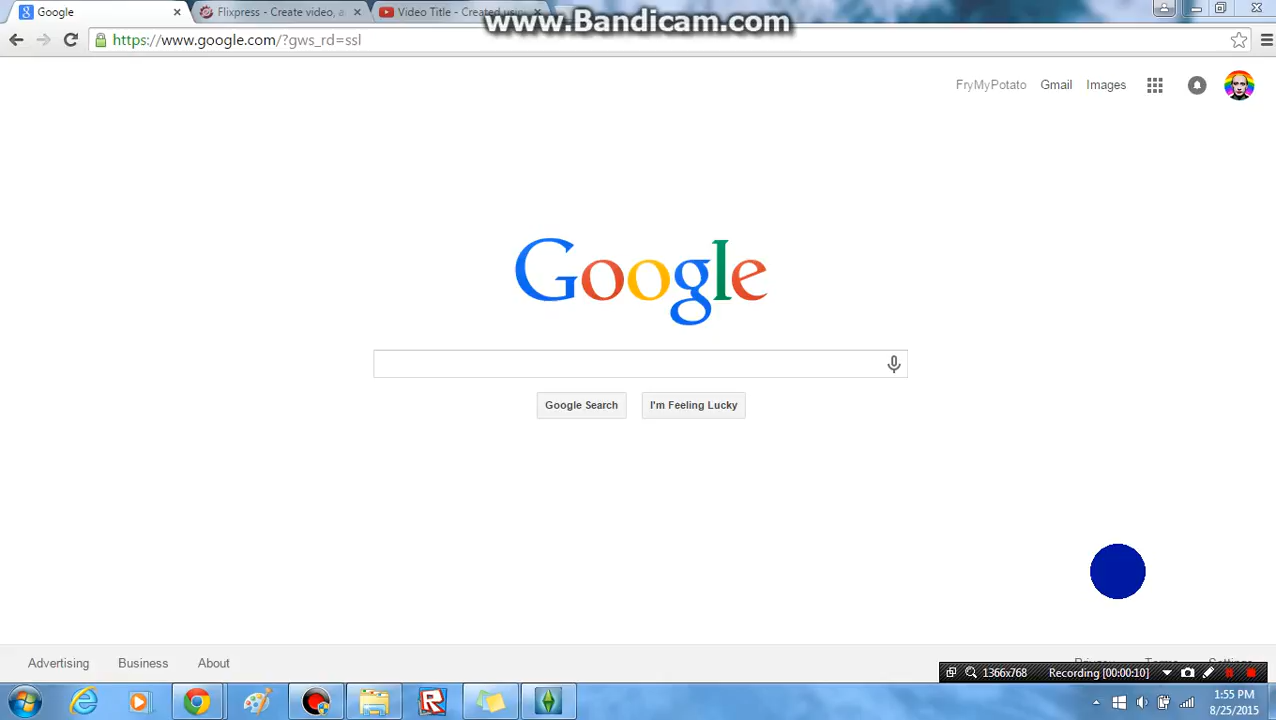 Google
Flixpress - Create video, a
Video Title - Created usin
www.Bandicam.com
https://www.google.com/?gws_rd=ssl
FryMyPotato Gmail Images
Google
Google Search I'm Feeling Lucky
Advertising Business About
1366x768 Recording [00:00:10]
1:55 PM
8/25/2015